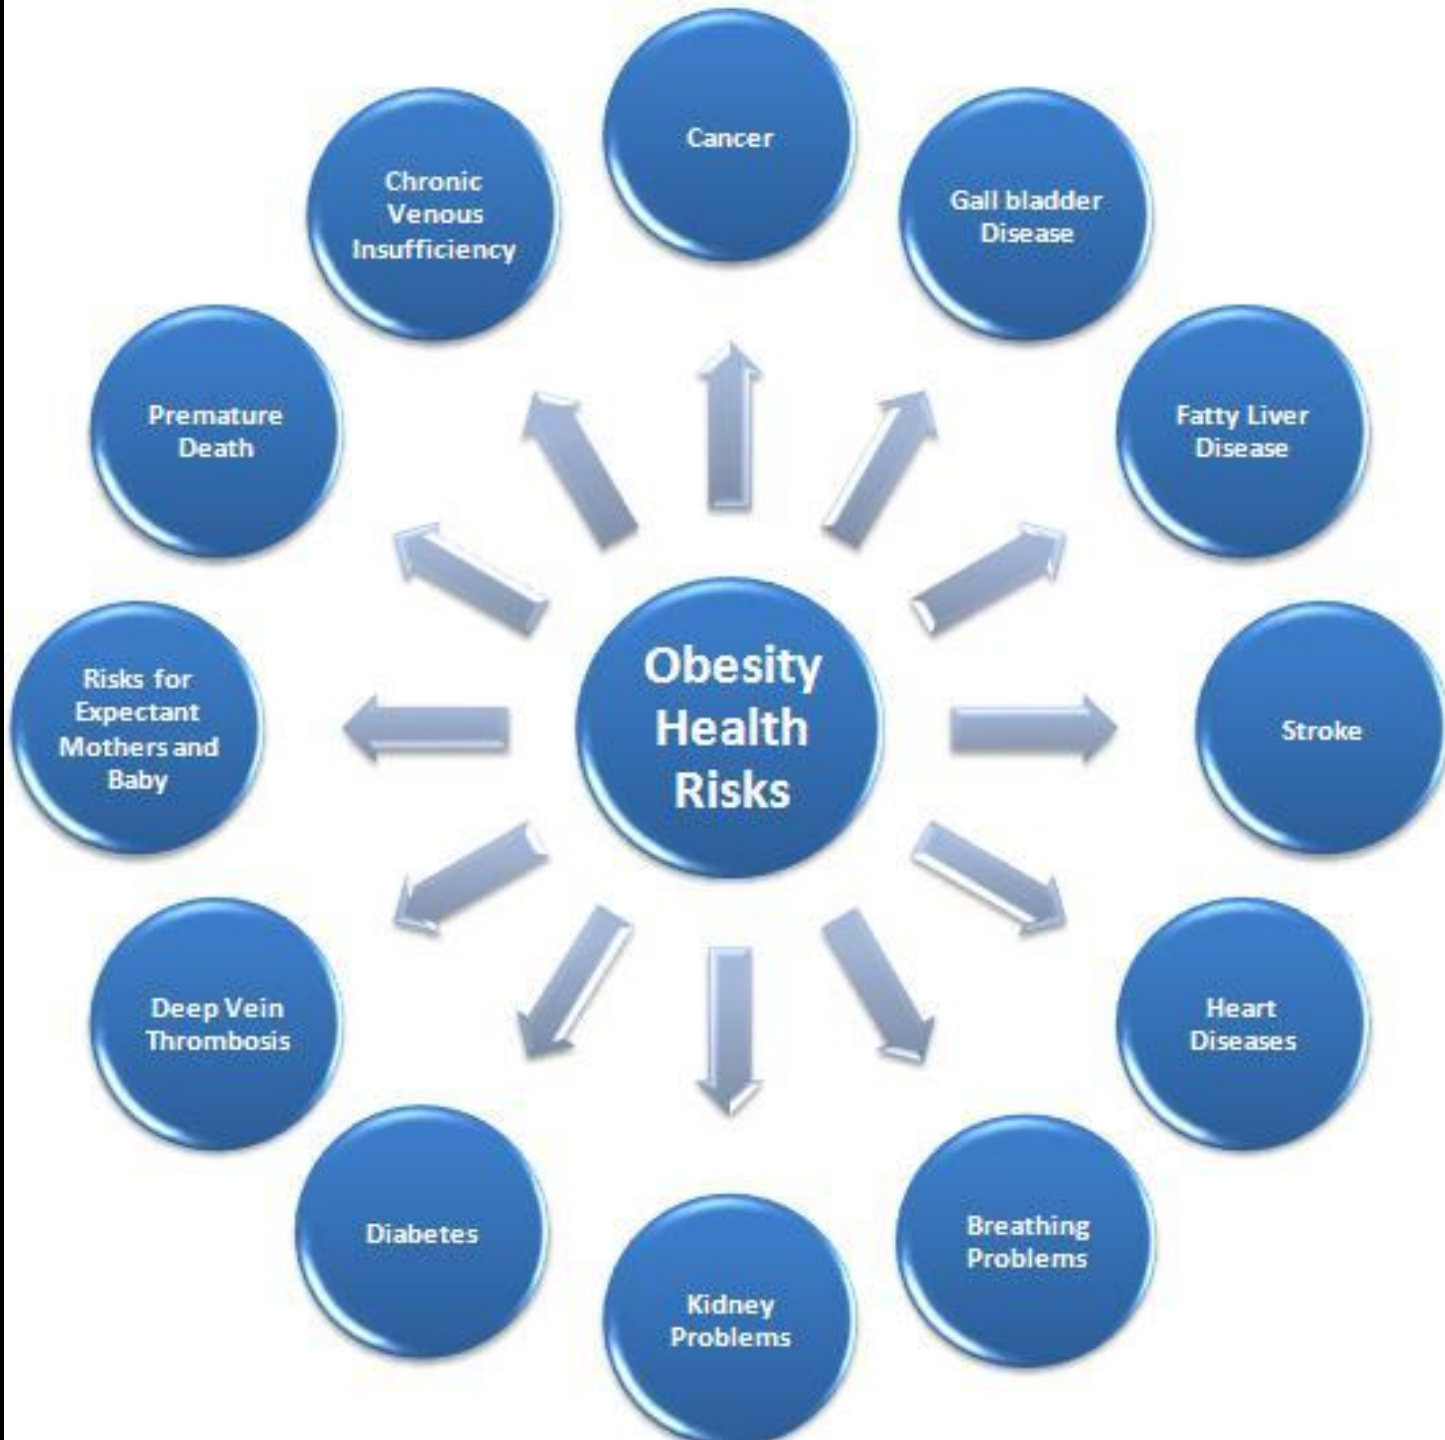 Cancer
Gall bladder
Disease
Fatty Liver
Disease
Stroke
Heart
Diseases
Breathing
Problems
Kidney
Problems
Diabetes
Deep Vein
Thrombosis
Risks for
Expectant
Mothers and
Baby
Premature
Death
Chronic
Venous
Insufficiency
Obesity
Health
Risks